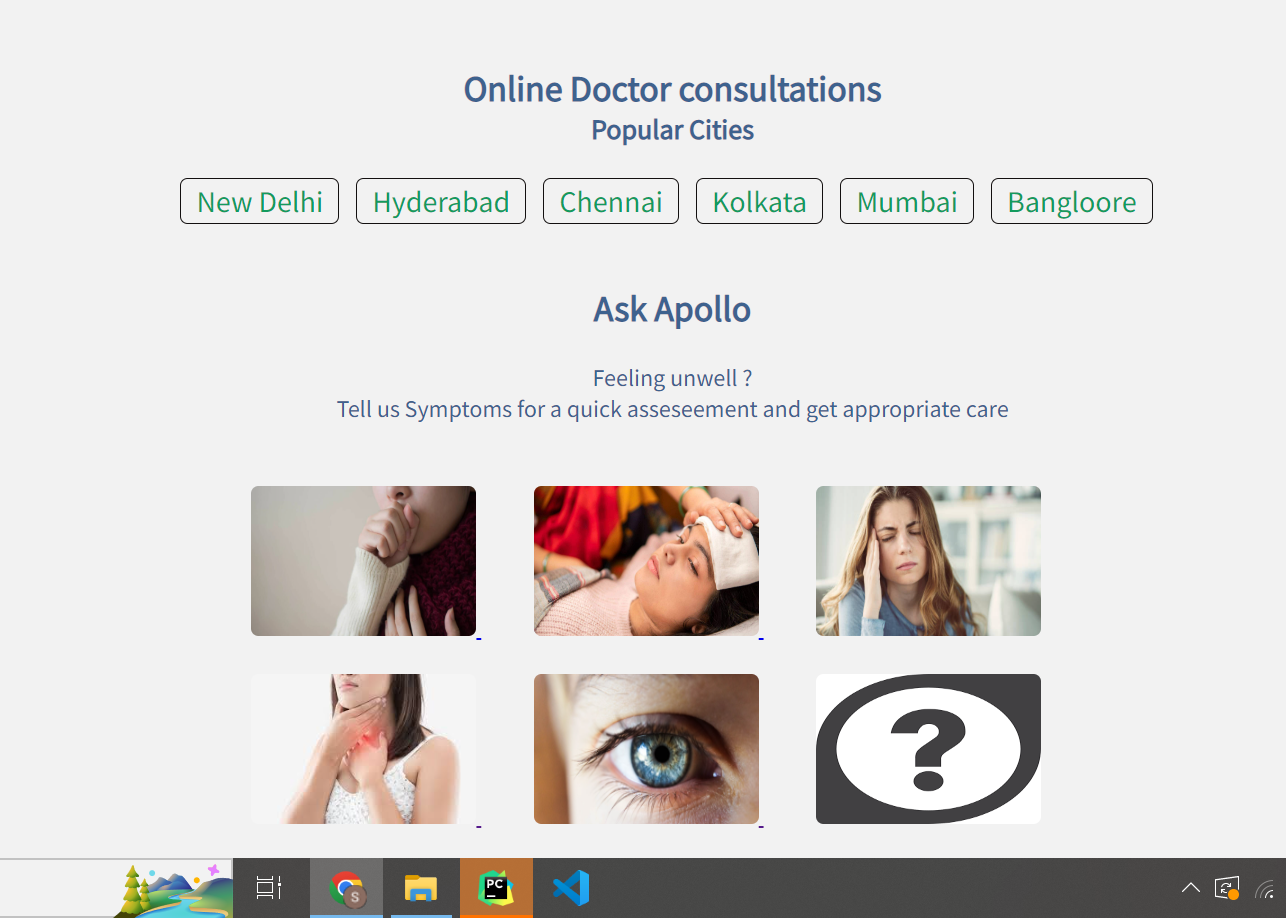 Online Doctor consultations
Popular Cities
New Delhi Hyderabad Chennai Kolkata Mumbai Bangloore
Ask Apollo
Feeling unwell ?
Tell us Symptoms for a quick asseseement and get appropriate care
?
S
PC